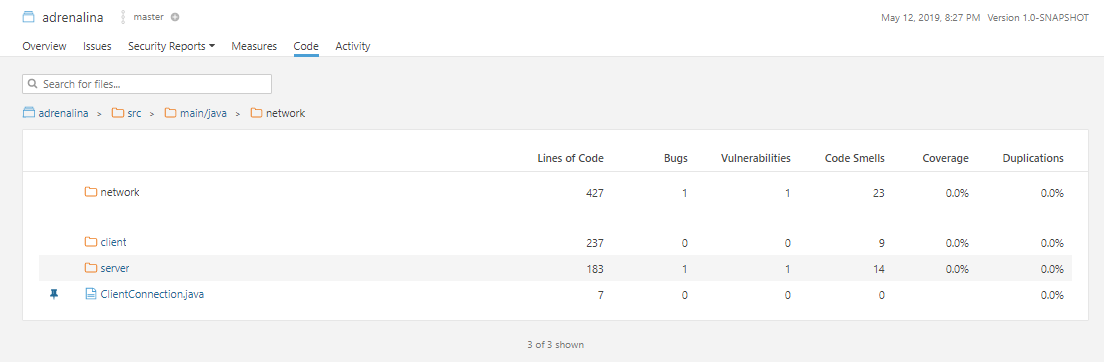 adrenalina master May 12, 2019, 8:27 PM Version 1.0-SNAPSHOT
Overview Issues Security Reports Measures Code Activity
Search for files...
adrenalina > src > main/java > network
Lines of Code Bugs Vulnerabilities Code Smells Coverage Duplications
network 427 1 1 23 0.0% 0.0%
client 237 0 0 9 0.0% 0.0%
server 183 1 1 14 0.0% 0.0%
ClientConnection.java 7 0 0 0 0.0%
3 of 3 shown